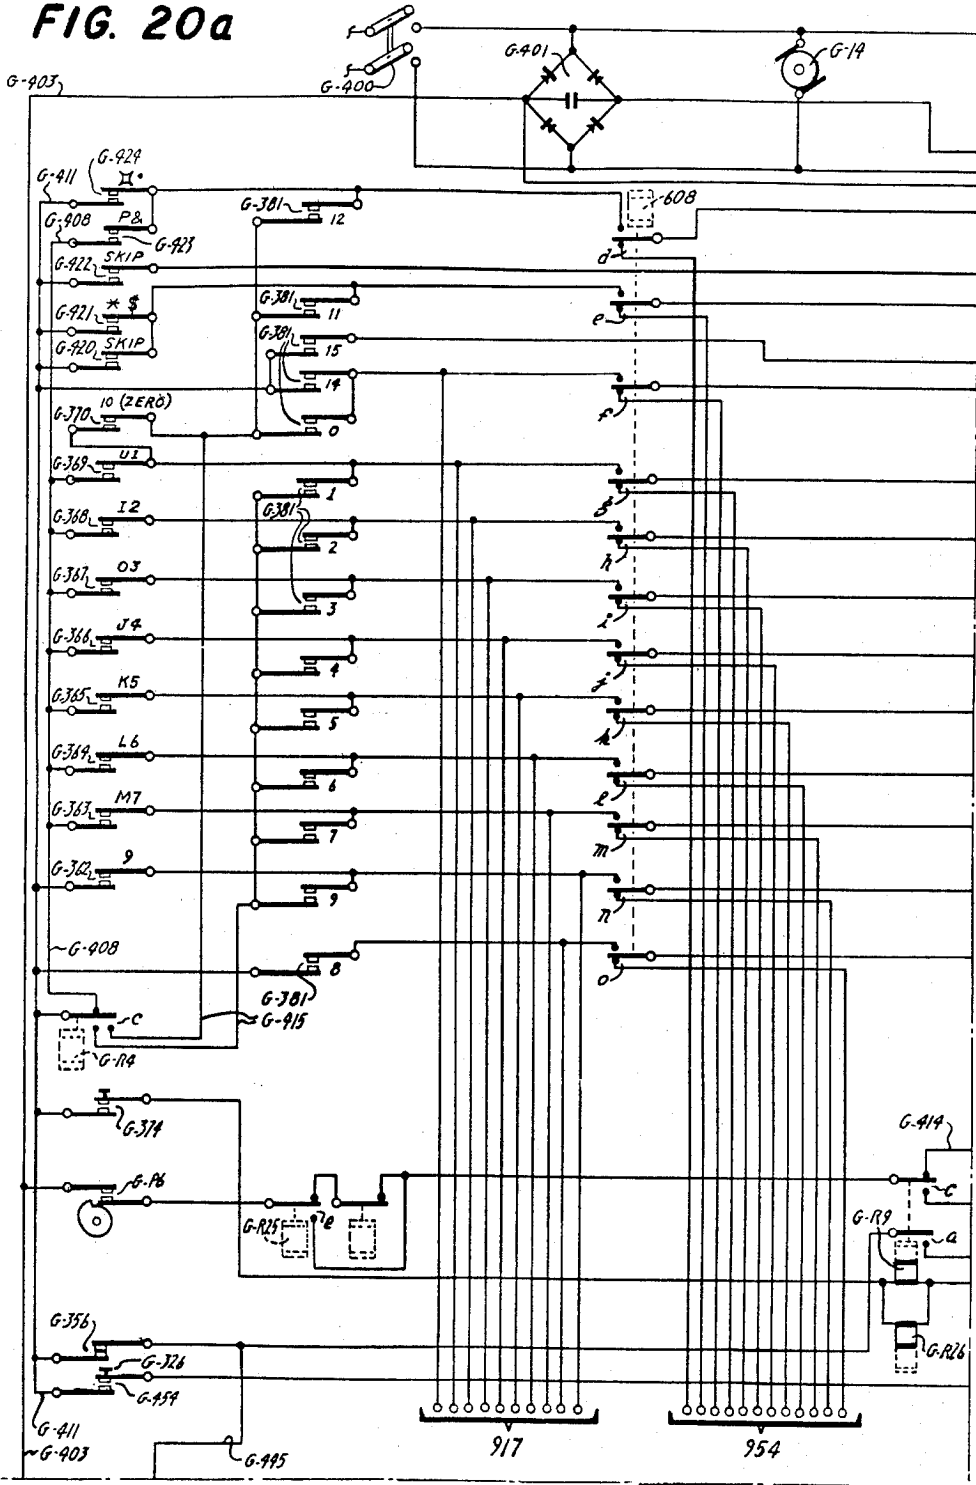 FIG. 20a
G-400
G-401
G-14
G-403
G-424
G-411
¤.
G-408
P&
G-423
G-381
12
608
d
G-422
SKIP
* $
G-421
G-381
11
e
G-420
SKIP
G-381
15
14
f
10 (ZERO)
G-370
0
U1
G-369
1
g
G-381
I2
G-368
2
h
O3
G-367
3
i
J4
G-366
4
j
K5
G-365
5
k
L6
G-364
6
l
M7
G-363
7
m
9
G-362
9
n
G-408
8
o
G-381
C
G-415
G-R4
G-374
G-414
G-P6
C
G-R25
e
G-R9
a
G-356
G-326
G-R26
G-454
G-411
G-403
G-445
917
954